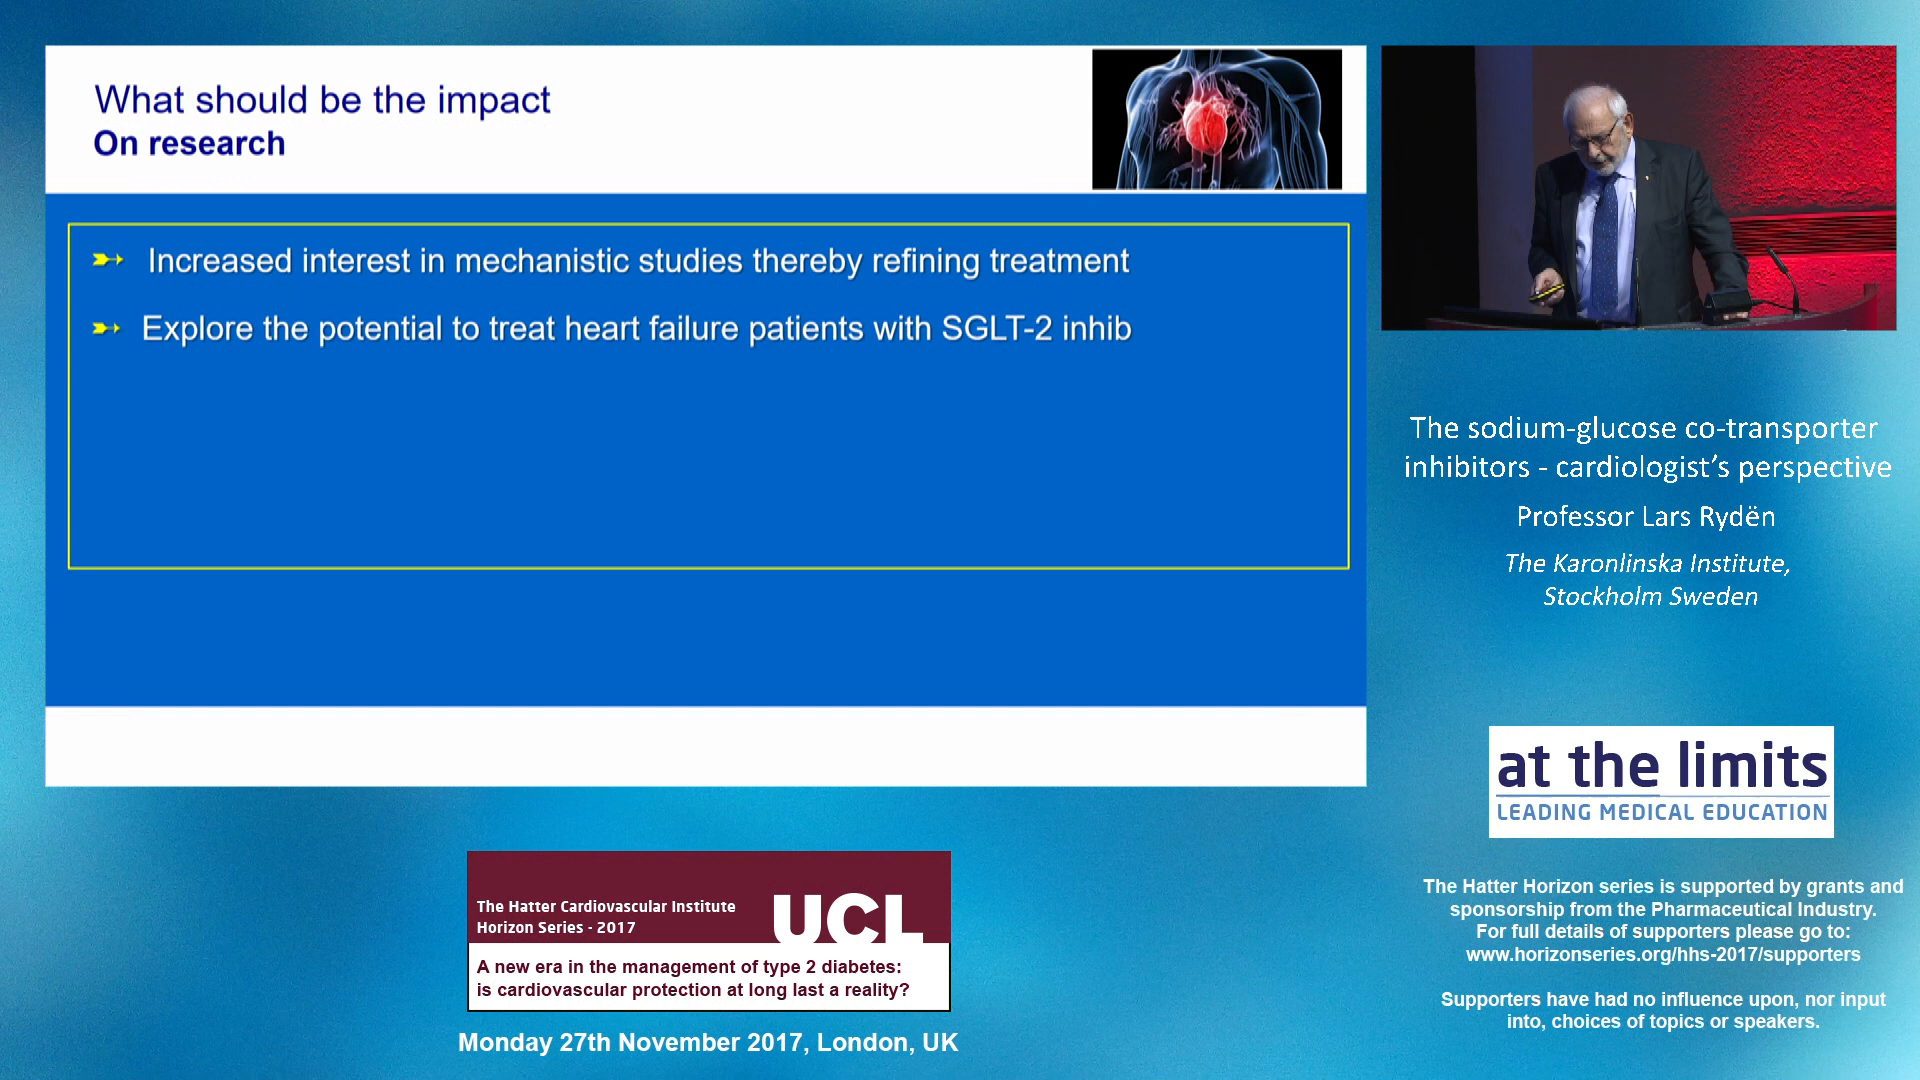 What should be the impact
On research
Increased interest in mechanistic studies thereby refining treatment
Explore the potential to treat heart failure patients with SGLT-2 inhib
The sodium-glucose co-transporter
inhibitors - cardiologist's perspective
Professor Lars Rydën
The Karonlinska Institute,
Stockholm Sweden
at the limits
LEADING MEDICAL EDUCATION
The Hatter Horizon series is supported by grants and
sponsorship from the Pharmaceutical Industry.
For full details of supporters please go to:
www.horizonseries.org/hhs-2017/supporters
Supporters have had no influence upon, nor input
into, choices of topics or speakers.
The Hatter Cardiovascular Institute
Horizon Series - 2017
UCL
A new era in the management of type 2 diabetes:
is cardiovascular protection at long last a reality?
Monday 27th November 2017, London, UK